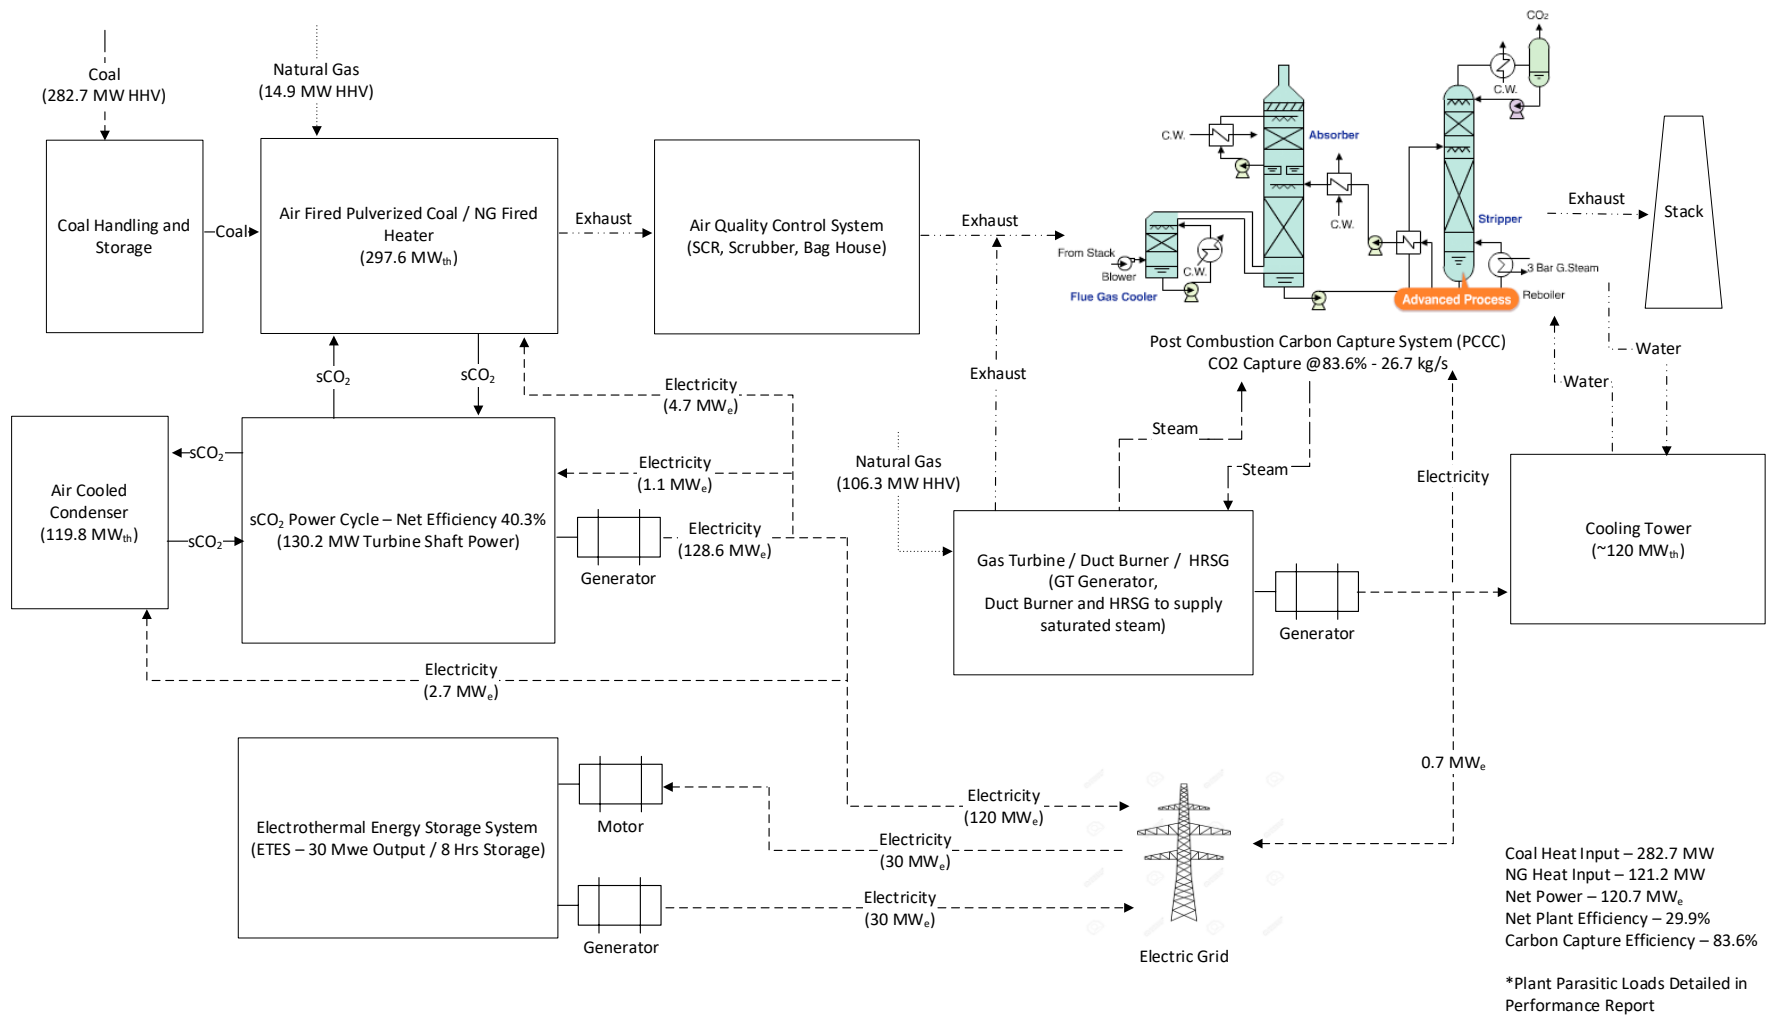 Coal
(282.7 MW HHV)
Natural Gas
(14.9 MW HHV)
Coal Handling and
Storage
Coal
Air Fired Pulverized Coal / NG Fired
Heater
(297.6 MWth)
Exhaust
Air Quality Control System
(SCR, Scrubber, Bag House)
Exhaust
CO2
C.W.
C.W.
Absorber
C.W.
Stripper
From Stack
Blower
C.W.
Flue Gas Cooler
3 Bar G.Steam
Reboiler
Advanced Process
Exhaust
Stack
Post Combustion Carbon Capture System (PCCC)
CO2 Capture @83.6% - 26.7 kg/s
Water
Water
sCO2
sCO2
Electricity
(4.7 MWe)
Exhaust
Steam
Steam
Electricity
sCO2
sCO2
Air Cooled
Condenser
(119.8 MWth)
sCO2 Power Cycle – Net Efficiency 40.3%
(130.2 MW Turbine Shaft Power)
Electricity
(1.1 MWe)
Generator
Electricity
(128.6 MWe)
Natural Gas
(106.3 MW HHV)
Gas Turbine / Duct Burner / HRSG
(GT Generator,
Duct Burner and HRSG to supply
saturated steam)
Generator
Cooling Tower
(~120 MWth)
Electricity
(2.7 MWe)
0.7 MWe
Electrothermal Energy Storage System
(ETES – 30 Mwe Output / 8 Hrs Storage)
Motor
Generator
Electricity
(120 MWe)
Electricity
(30 MWe)
Electricity
(30 MWe)
Electric Grid
Coal Heat Input – 282.7 MW
NG Heat Input – 121.2 MW
Net Power – 120.7 MWe
Net Plant Efficiency – 29.9%
Carbon Capture Efficiency – 83.6%
*Plant Parasitic Loads Detailed in
Performance Report